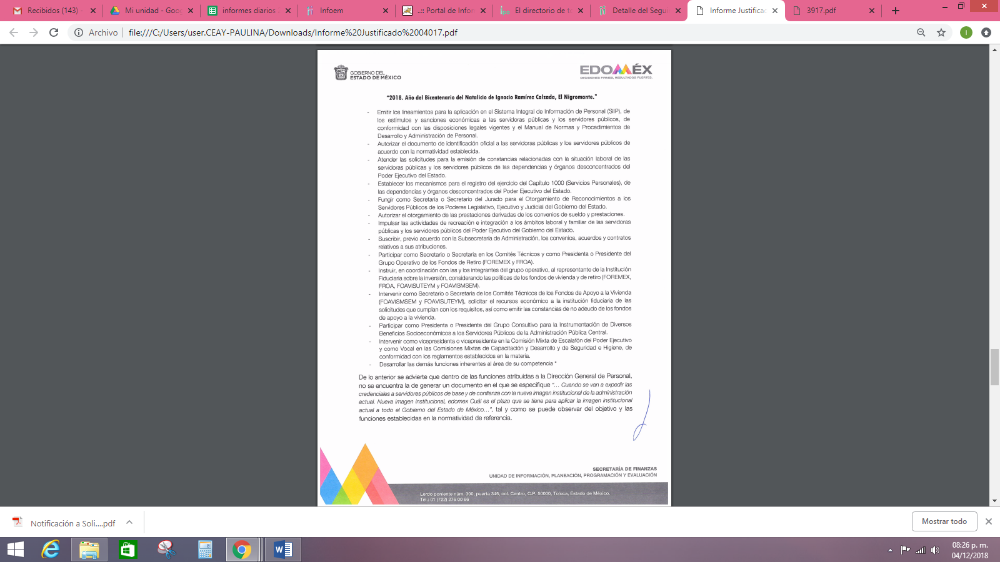 Recibidos (143) -
Mi unidad - Goo
informes diarios 2
Infoem
..:: Portal de Infor
El directorio de tu
Detalle del Segui
Informe Justificad
3917.pdf
Archivo
file:///C:/Users/user.CEAY-PAULINA/Downloads/Informe%20Justificado%2004017.pdf
GOBIERNO DEL
ESTADO DE MÉXICO
EDOMÉX
DECISIONES FIRMES, RESULTADOS FUERTES.
"2018. Año del Bicentenario del Natalicio de Ignacio Ramírez Calzada, El Nigromante."
- Emitir los lineamientos para la aplicación en el Sistema Integral de Información de Personal (SIIP), de
los estímulos y sanciones económicas a las servidoras públicas y los servidores públicos, de
conformidad con las disposiciones legales vigentes y el Manual de Normas y Procedimientos de
Desarrollo y Administración de Personal.
- Autorizar el documento de identificación oficial a las servidoras públicas y los servidores públicos de
acuerdo con la normatividad establecida.
- Atender las solicitudes para la emisión de constancias relacionadas con la situación laboral de las
servidoras públicas y los servidores públicos de las dependencias y órganos desconcentrados del
Poder Ejecutivo del Estado.
- Establecer los mecanismos para el registro del ejercicio del Capítulo 1000 (Servicios Personales), de
las dependencias y órganos desconcentrados del Poder Ejecutivo del Estado.
- Fungir como Secretaria o Secretario del Jurado para el Otorgamiento de Reconocimientos a los
Servidores Públicos de los Poderes Legislativo, Ejecutivo y Judicial del Gobierno del Estado.
- Autorizar el otorgamiento de las prestaciones derivadas de los convenios de sueldo y prestaciones.
- Impulsar las actividades de recreación e integración a los ámbitos laboral y familiar de las servidoras
públicas y los servidores públicos del Poder Ejecutivo del Gobierno del Estado.
- Suscribir, previo acuerdo con la Subsecretaría de Administración, los convenios, acuerdos y contratos
relativos a sus atribuciones.
- Participar como Secretario o Secretaria en los Comités Técnicos y como Presidenta o Presidente del
Grupo Operativo de los Fondos de Retiro (FOREMEX y FROA).
- Instruir, en coordinación con las y los integrantes del grupo operativo, al representante de la Institución
Fiduciaria sobre la inversión, considerando las políticas de los fondos de vivienda y de retiro (FOREMEX,
FROA, FOAVISUTEYM y FOAVISMSEM).
- Intervenir como Secretario o Secretaria de los Comités Técnicos de los Fondos de Apoyo a la Vivienda
(FOAVISMSEM y FOAVISUTEYM), solicitar el recursos económico a la institución fiduciaria de las
solicitudes que cumplan con los requisitos, así como emitir las constancias de no adeudo de los fondos
de apoyo a la vivienda.
- Participar como Presidenta o Presidente del Grupo Consultivo para la Instrumentación de Diversos
Beneficios Socioeconómicos a los Servidores Públicos de la Administración Pública Central.
- Intervenir como vicepresidenta o vicepresidente en la Comisión Mixta de Escalafón del Poder Ejecutivo
y como Vocal en las Comisiones Mixtas de Capacitación y Desarrollo y de Seguridad e Higiene, de
conformidad con los reglamentos establecidos en la materia.
- Desarrollar las demás funciones inherentes al área de su competencia "
De lo anterior se advierte que dentro de las funciones atribuidas a la Dirección General de Personal,
no se encuentra la de generar un documento en el que se especifique "... Cuando se van a expedir las
credenciales a servidores públicos de base y de confianza con la nueva imagen institucional de la administración
actual. Nueva imagen institucional, edomex Cuál es el plazo que se tiene para aplicar la imagen institucional
actual a todo el Gobierno del Estado de México...", tal y como se puede observar del objetivo y las
funciones establecidas en la normatividad de referencia.
SECRETARÍA DE FINANZAS
UNIDAD DE INFORMACIÓN, PLANEACIÓN, PROGRAMACIÓN Y EVALUACIÓN
Lerdo poniente núm. 300, puerta 345, col. Centro, C.P. 50000, Toluca, Estado de México.
Tel.: 01 (722) 276 00 66
Notificación a Soli....pdf
Mostrar todo
08:26 p. m.
04/12/2018